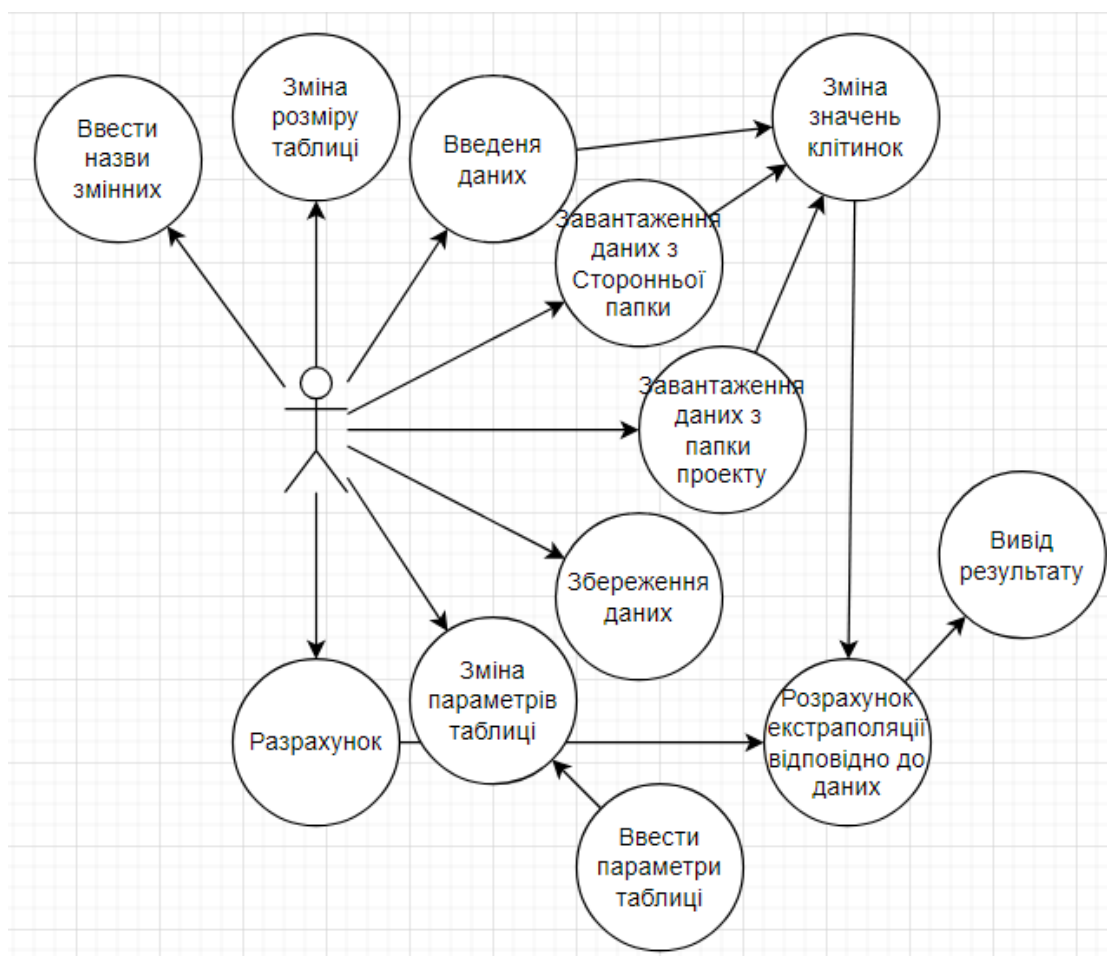 Ввести
назви
змінних
Зміна
розміру
таблиці
Введеня
даних
Зміна
значень
клітинок
Завантаження
даних з
Сторонньої
папки
Завантаження
даних з
папки
проекту
Збереження
даних
Вивід
результату
Разрахунок
Зміна
параметрів
таблиці
Розрахунок
екстраполяції
відповідно до
даних
Ввести
параметри
таблиці